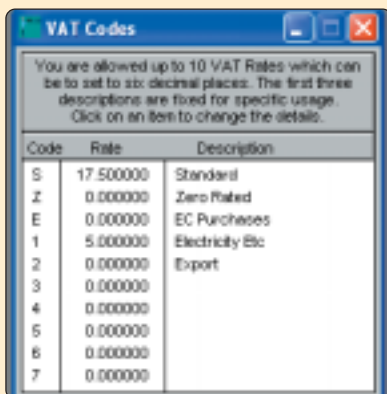 VAT Codes
You are allowed up to 10 VAT Rates which can
be to set to six decimal places. The first three
descriptions are fixed for specific usage.
Click on an item to change the details.
Code Rate Description
S 17.500000 Standard
Z 0.000000 Zero Rated
E 0.000000 EC Purchases
1 5.000000 Electricity Etc
2 0.000000 Export
3 0.000000
4 0.000000
5 0.000000
6 0.000000
7 0.000000